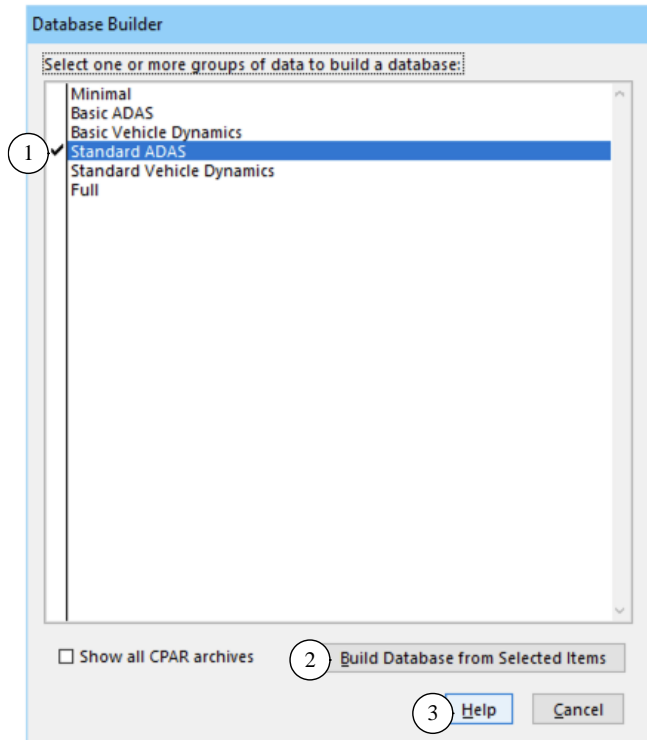 Database Builder
Select one or more groups of data to build a database:
Minimal
Basic ADAS
Basic Vehicle Dynamics
1 Standard ADAS
Standard Vehicle Dynamics
Full
Show all CPAR archives 2 Build Database from Selected Items
3 Help Cancel